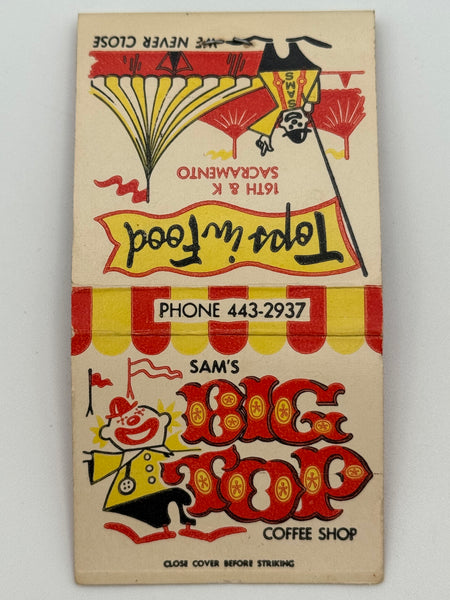 Tops in Food
16TH & K
SACRAMENTO
SAMS
WE NEVER CLOSE
PHONE 443-2937
SAM'S
BIG
TOP
COFFEE SHOP
CLOSE COVER BEFORE STRIKING